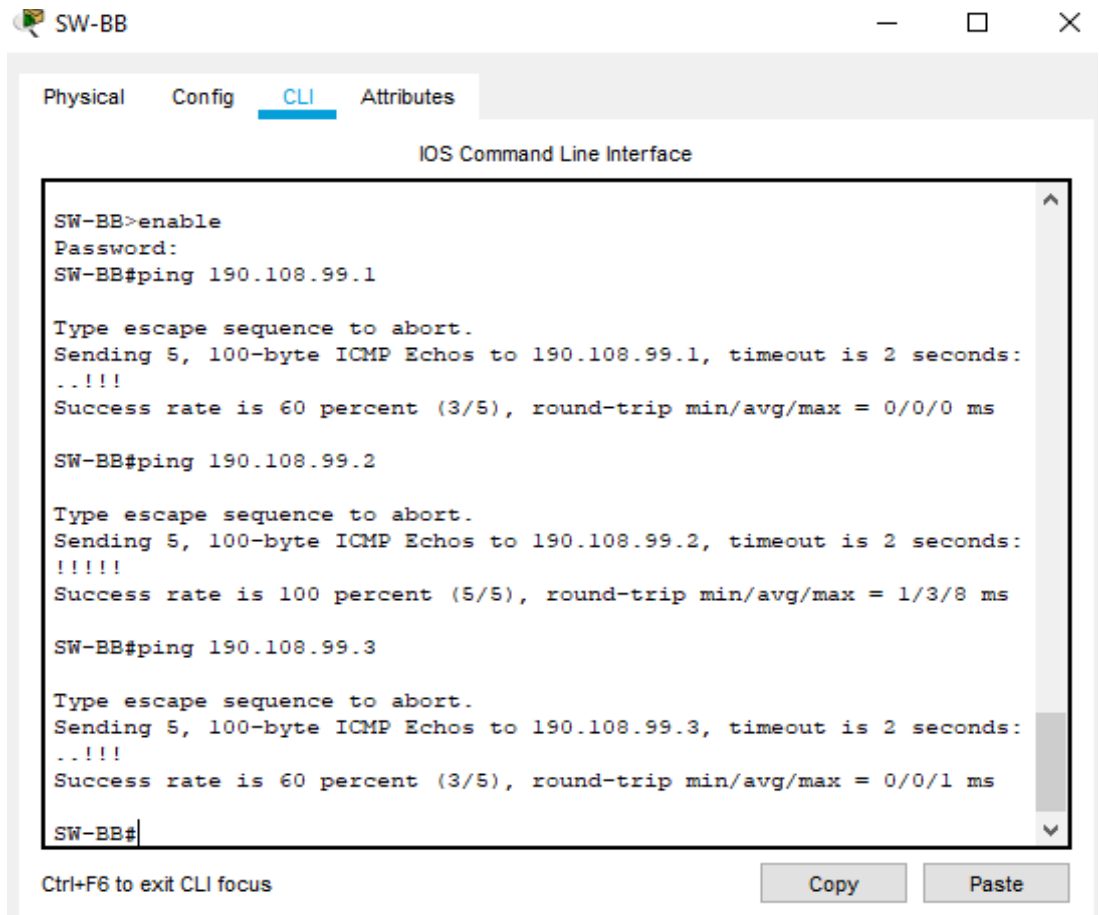 SW-BB
Physical Config CLI Attributes
IOS Command Line Interface
SW-BB>enable
Password:
SW-BB#ping 190.108.99.1
Type escape sequence to abort.
Sending 5, 100-byte ICMP Echos to 190.108.99.1, timeout is 2 seconds:
..!!!
Success rate is 60 percent (3/5), round-trip min/avg/max = 0/0/0 ms
SW-BB#ping 190.108.99.2
Type escape sequence to abort.
Sending 5, 100-byte ICMP Echos to 190.108.99.2, timeout is 2 seconds:
!!!!!
Success rate is 100 percent (5/5), round-trip min/avg/max = 1/3/8 ms
SW-BB#ping 190.108.99.3
Type escape sequence to abort.
Sending 5, 100-byte ICMP Echos to 190.108.99.3, timeout is 2 seconds:
..!!!
Success rate is 60 percent (3/5), round-trip min/avg/max = 0/0/1 ms
SW-BB#
Ctrl+F6 to exit CLI focus Copy Paste